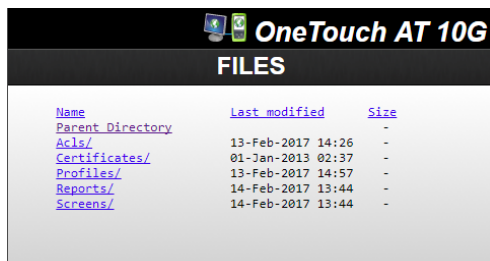 OneTouch AT 10G
FILES
Name Last modified Size
Parent Directory -
Acls/ 13-Feb-2017 14:26 -
Certificates/ 01-Jan-2013 02:37 -
Profiles/ 13-Feb-2017 14:57 -
Reports/ 14-Feb-2017 13:44 -
Screens/ 14-Feb-2017 13:44 -